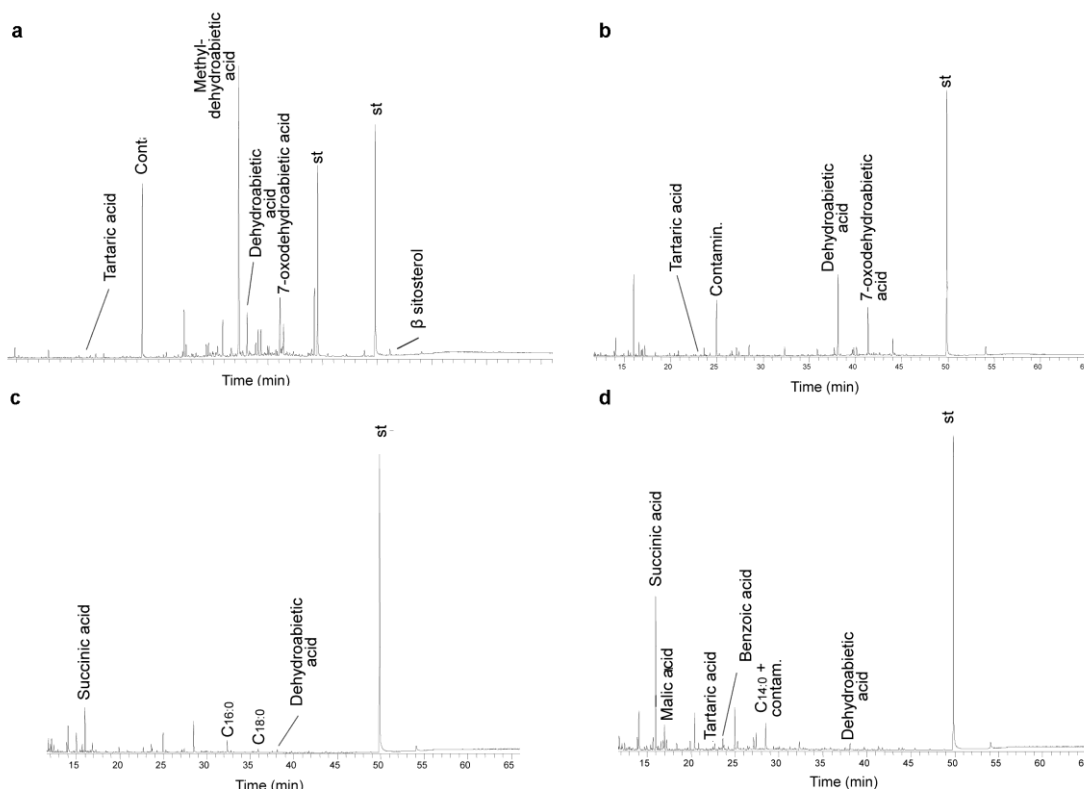 a
Methyl-
dehydroabietic
acid
Cont
Tartaric acid
Dehydroabietic
acid
7-oxodehydroabietic acid
st
st
β sitosterol
Time (min)
b
Tartaric acid
Contamin.
Dehydroabietic
acid
7-oxodehydroabietic
acid
st
15 20 25 30 35 40 45 50 55 60 65
Time (min)
c
Succinic acid
C16:0
C18:0
Dehydroabietic
acid
st
15 20 25 30 35 40 45 50 55 60 65
Time (min)
d
Succinic acid
Malic acid
Tartaric acid
Benzoic acid
C14:0 +
contam.
Dehydroabietic
acid
st
15 20 25 30 35 40 45 50 55 60 65
Time (min)